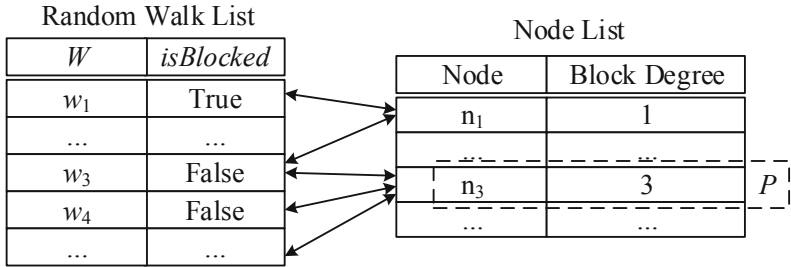 Random Walk List
W isBlocked
w1 True
... ...
w3 False
w4 False
... ...
Node List
Node Block Degree
n1 1
... ...
n3 3 P
... ...